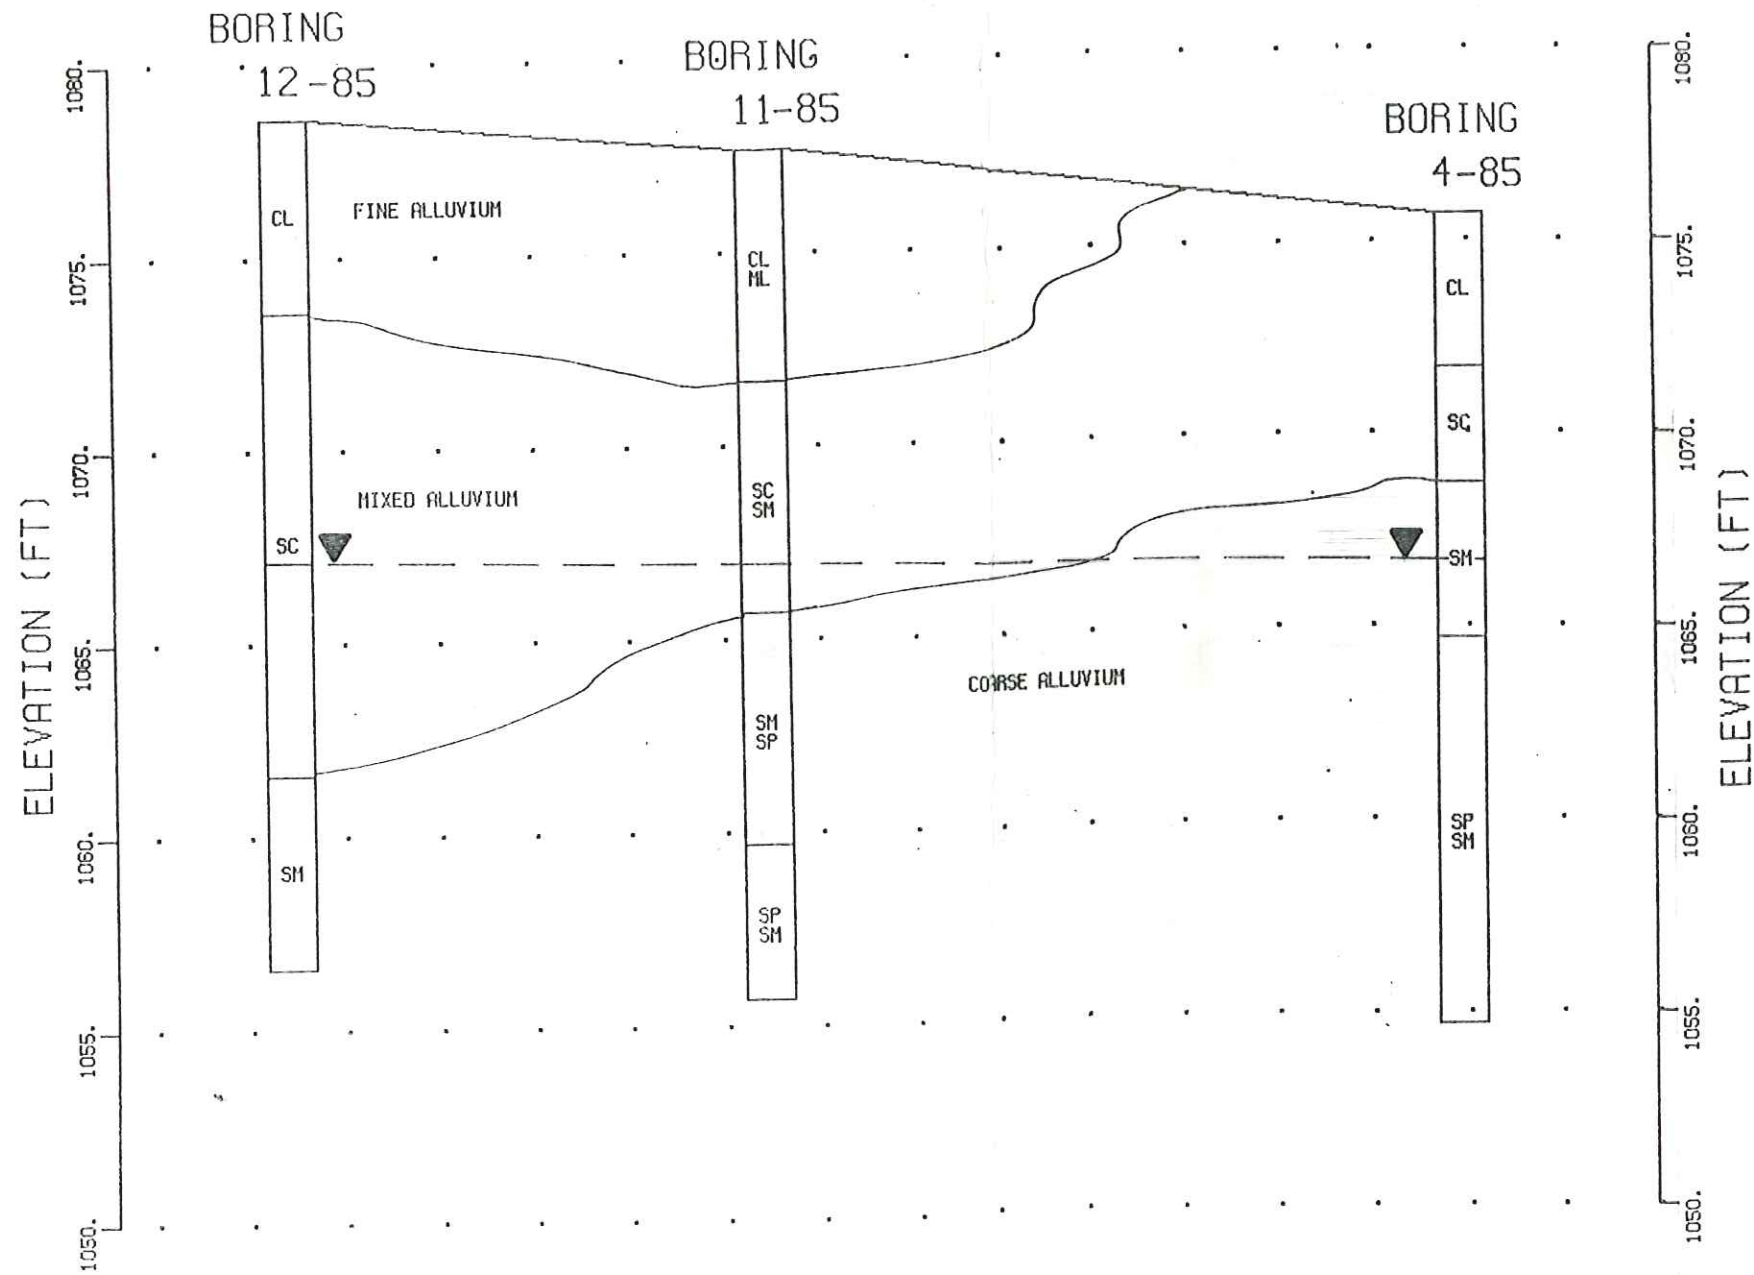 BORING
12-85
BORING
11-85
BORING
4-85
1080.
1075.
1070.
1065.
1060.
1055.
1050.
ELEVATION (FT)
CL
FINE ALLUVIUM
SC
MIXED ALLUVIUM
SM
CL
ML
SC
SM
SM
SP
SP
SM
COARSE ALLUVIUM
CL
SC
SM
SP
SM
1080.
1075.
1070.
1065.
1060.
1055.
1050.
ELEVATION (FT)